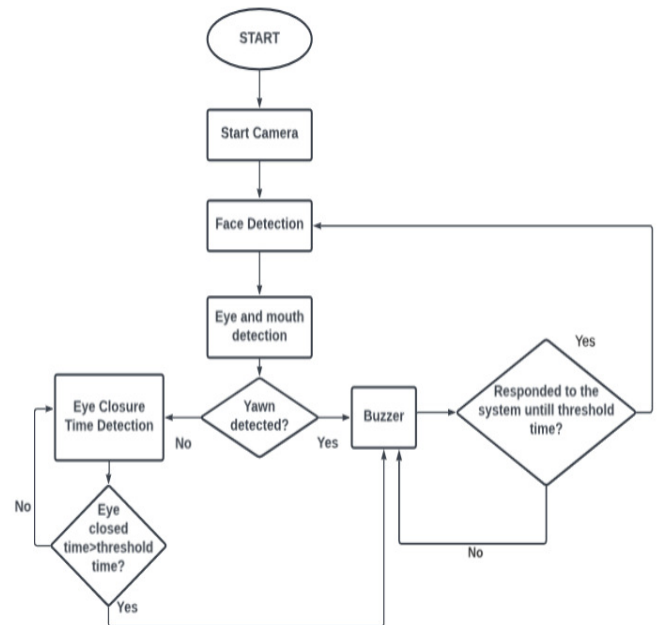 START
Start Camera
Face Detection
Eye and mouth
detection
Yes
Eye Closure
Time Detection
Yawn
detected?
Buzzer
Responded to the
system untill threshold
time?
No
Yes
No
Eye
closed
time>threshold
time?
No
Yes